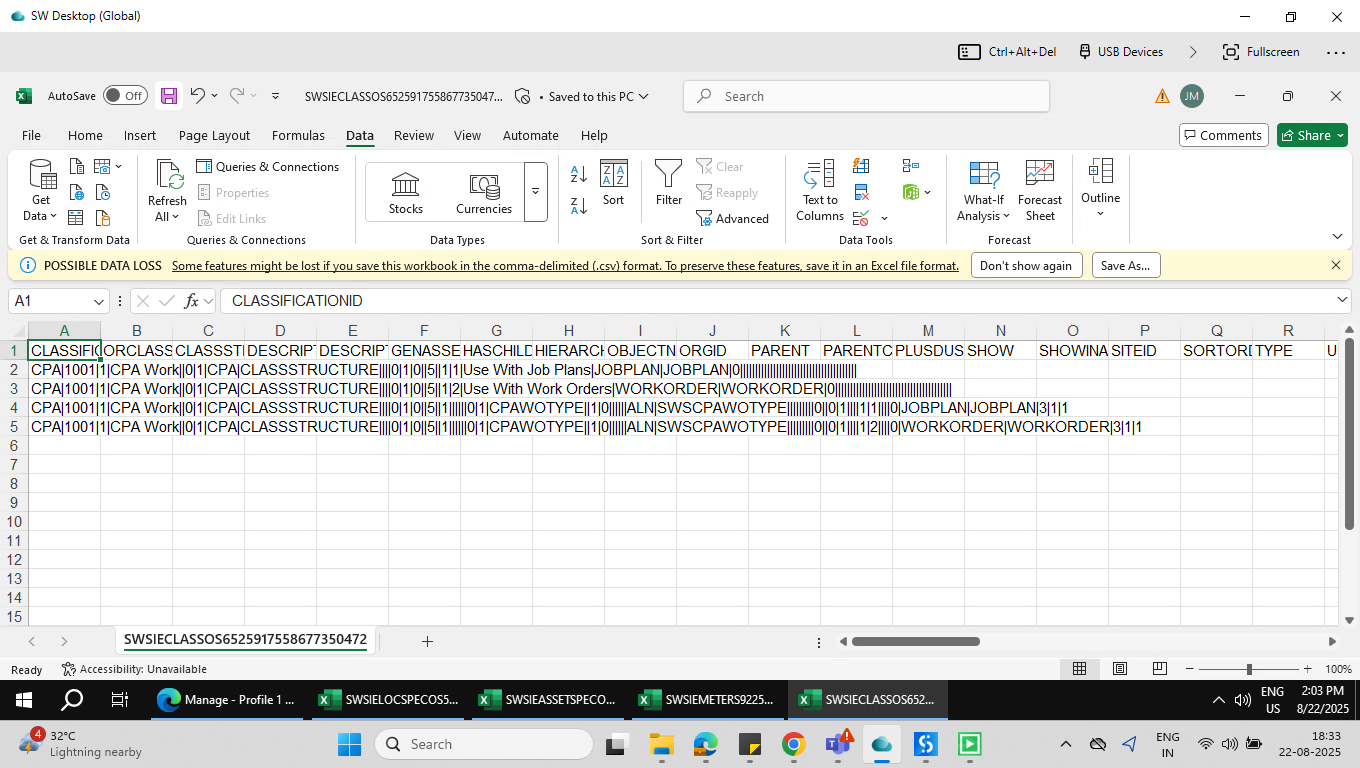 SW Desktop (Global)
Ctrl+Alt+Del USB Devices Fullscreen
AutoSave Off SWSIECLASSOS652591755867735047... • Saved to this PC Search JM
File Home Insert Page Layout Formulas Data Review View Automate Help Comments Share
Get Data Refresh All Queries & Connections Properties Edit Links Stocks Currencies Sort Filter Clear Reapply Advanced Text to Columns What-If Analysis Forecast Sheet Outline
Get & Transform Data Queries & Connections Data Types Sort & Filter Data Tools Forecast
POSSIBLE DATA LOSS Some features might be lost if you save this workbook in the comma-delimited (.csv) format. To preserve these features, save it in an Excel file format. Don't show again Save As...
A1 fx CLASSIFICATIONID
A B C D E F G H I J K L M N O P Q R
1 CLASSIFIC ORCLASS CLASSSTI DESCRIPT DESCRIPT GENASSE HASCHILD HIERARCH OBJECTN ORGID PARENT PARENTC PLUSDUS SHOW SHOWINA SITEID SORTORD TYPE U
2 CPA|1001|1|CPA Work||0|1|CPA|CLASSSTRUCTURE||||0|1|0||5||1|1|Use With Job Plans|JOBPLAN|JOBPLAN|0|||||||||||||||||||||||||||||||||||||
3 CPA|1001|1|CPA Work||0|1|CPA|CLASSSTRUCTURE||||0|1|0||5||1|2|Use With Work Orders|WORKORDER|WORKORDER|0|||||||||||||||||||||||||||||||||||||
4 CPA|1001|1|CPA Work||0|1|CPA|CLASSSTRUCTURE||||0|1|0||5||1||||||0|1|CPAWOTYPE||1|0||||||ALN|SWSCPAWOTYPE|||||||||0||0|1||||1|1||||0|JOBPLAN|JOBPLAN|3|1|1
5 CPA|1001|1|CPA Work||0|1|CPA|CLASSSTRUCTURE||||0|1|0||5||1||||||0|1|CPAWOTYPE||1|0||||||ALN|SWSCPAWOTYPE|||||||||0||0|1||||1|2||||0|WORKORDER|WORKORDER|3|1|1
6
7
8
9
10
11
12
13
14
15
SWSIECLASSOS6525917558677350472
Ready Accessibility: Unavailable 100%
Manage - Profile 1 ... SWSIELOCSPECOS5... SWSIEASSETSPECO... SWSIEMETERS9225... SWSIECLASSOS652... ENG US 2:03 PM 8/22/2025
4 32°C Lightning nearby Search ENG IN 18:33 22-08-2025